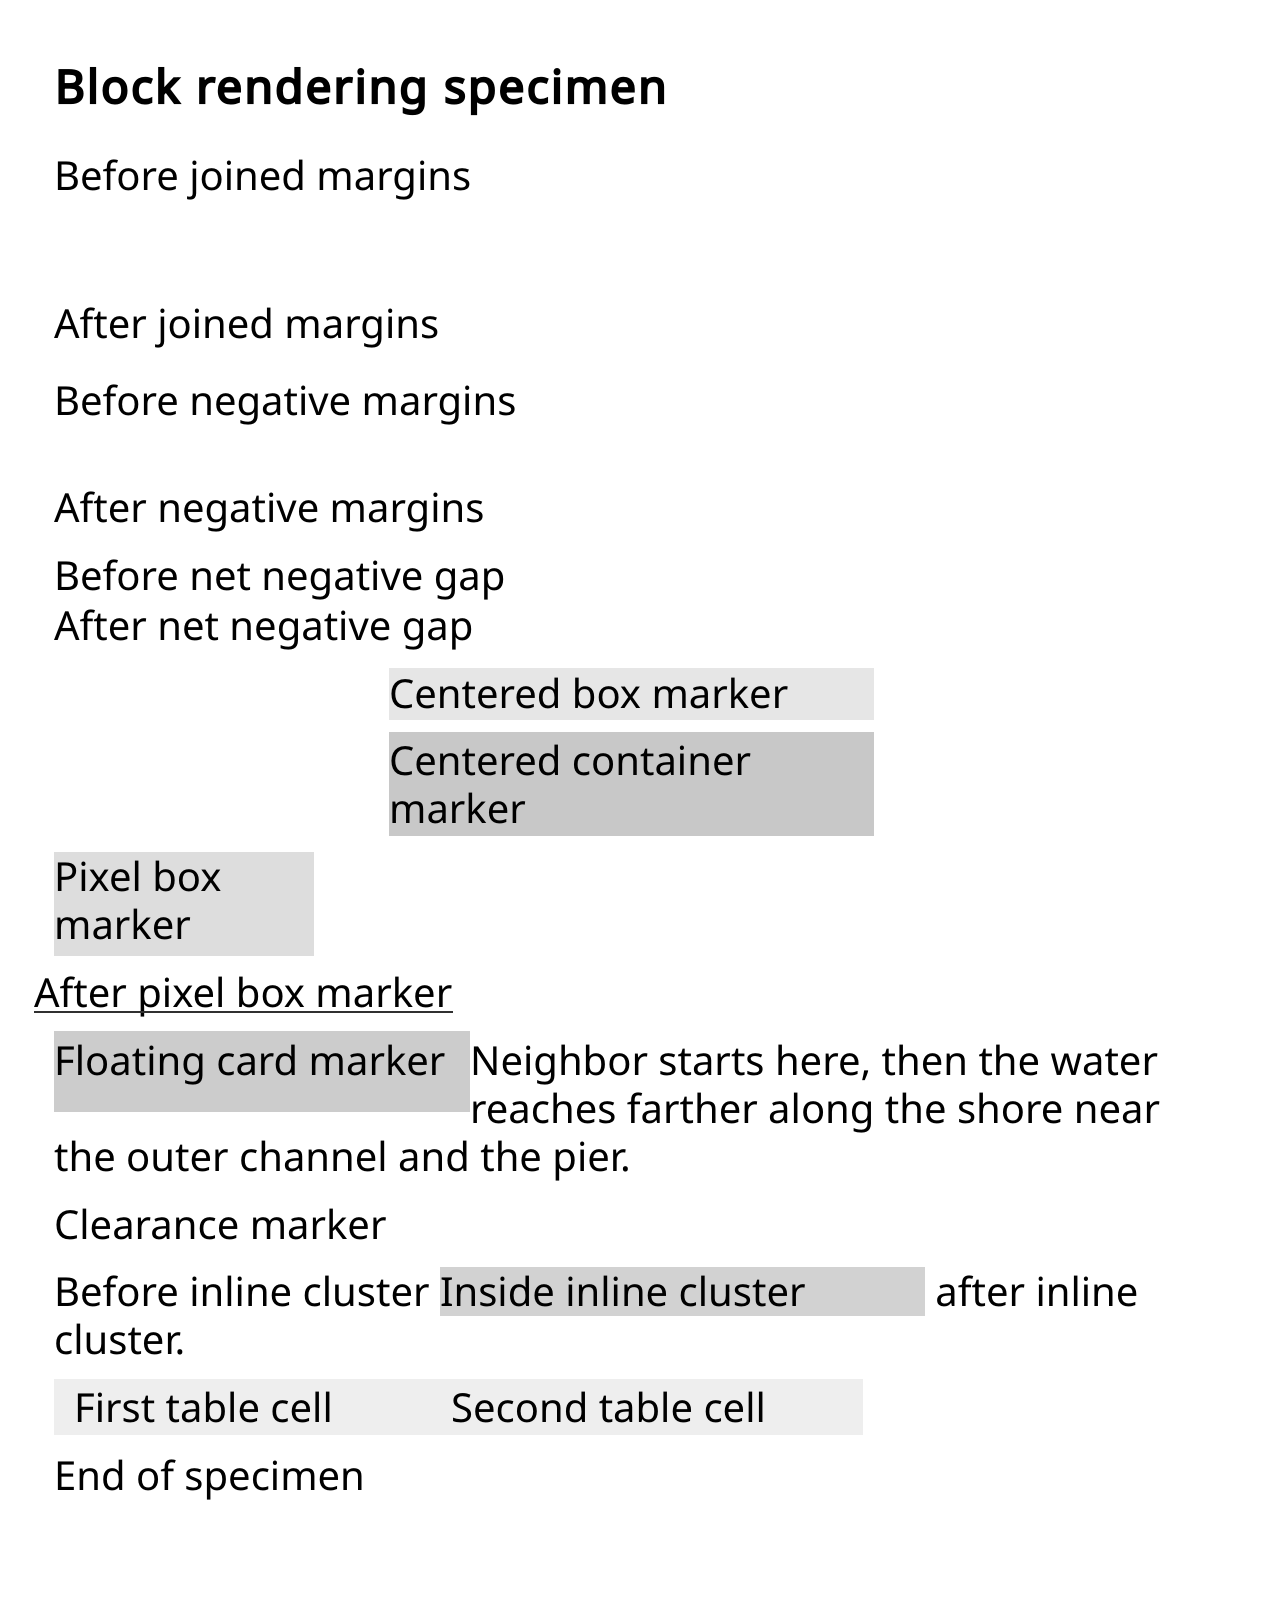 Block rendering specimen
Before joined margins
After joined margins
Before negative margins
After negative margins
Before net negative gap
After net negative gap
Centered box marker
Centered container
marker
Pixel box
marker
After pixel box marker
Floating card marker Neighbor starts here, then the water
reaches farther along the shore near
the outer channel and the pier.
Clearance marker
Before inline cluster Inside inline cluster after inline
cluster.
First table cell Second table cell
End of specimen